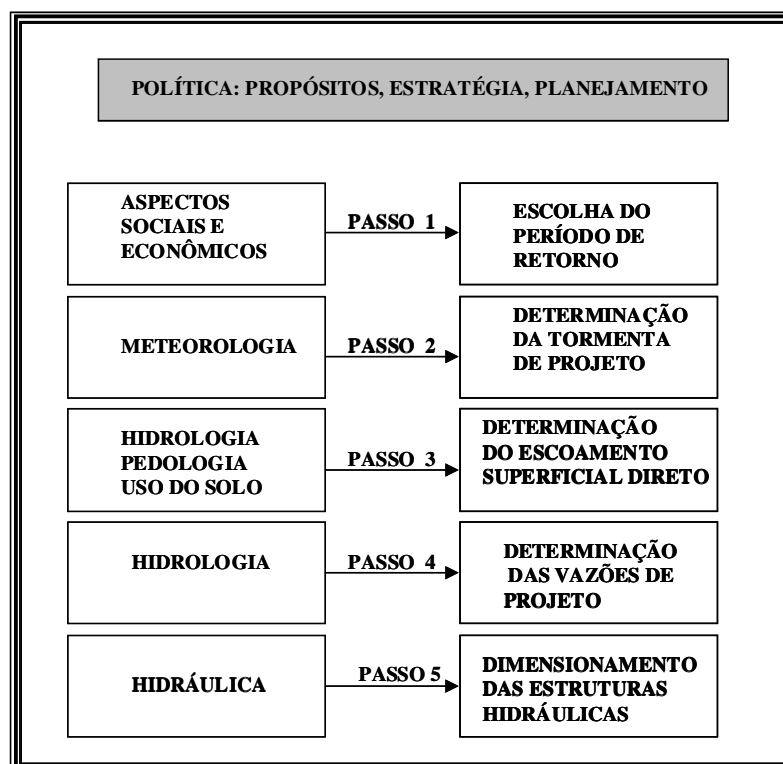 POLÍTICA: PROPÓSITOS, ESTRATÉGIA, PLANEJAMENTO
ASPECTOS
SOCIAIS E
ECONÔMICOS
PASSO 1
ESCOLHA DO
PERÍODO DE
RETORNO
METEOROLOGIA
PASSO 2
DETERMINAÇÃO
DA TORMENTA
DE PROJETO
HIDROLOGIA
PEDOLOGIA
USO DO SOLO
PASSO 3
DETERMINAÇÃO
DO ESCOAMENTO
SUPERFICIAL DIRETO
HIDROLOGIA
PASSO 4
DETERMINAÇÃO
DAS VAZÕES DE
PROJETO
HIDRÁULICA
PASSO 5
DIMENSIONAMENTO
DAS ESTRUTURAS
HIDRÁULICAS